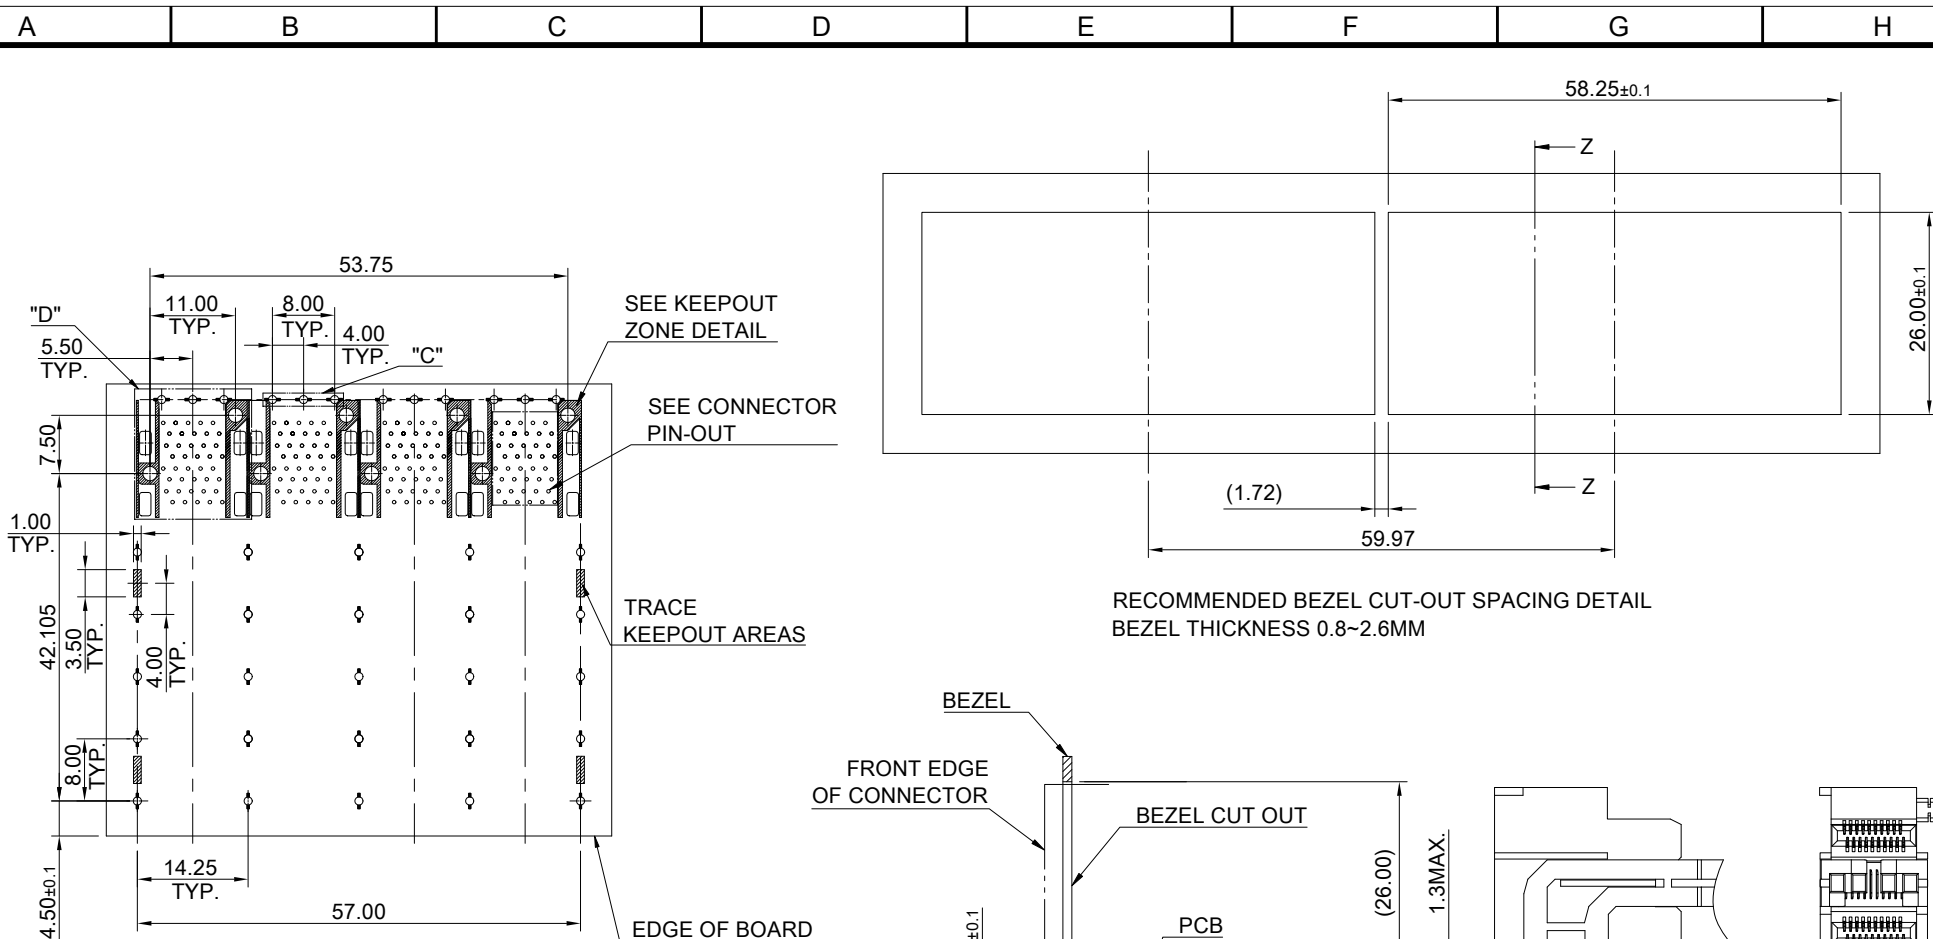 A B C D E F G H
58.25±0.1
Z
26.00±0.1
Z
(1.72)
59.97
RECOMMENDED BEZEL CUT-OUT SPACING DETAIL
BEZEL THICKNESS 0.8~2.6MM
53.75
"D"
11.00
TYP.
8.00
TYP.
4.00
TYP.
"C"
5.50
TYP.
SEE KEEPOUT
ZONE DETAIL
SEE CONNECTOR
PIN-OUT
7.50
1.00
TYP.
42.105
3.50
TYP.
4.00
TYP.
TRACE
KEEPOUT AREAS
8.00
TYP.
14.25
TYP.
57.00
4.50±0.1
EDGE OF BOARD
BEZEL
FRONT EDGE
OF CONNECTOR
BEZEL CUT OUT
(26.00)
1.3MAX.
±0.1
PCB